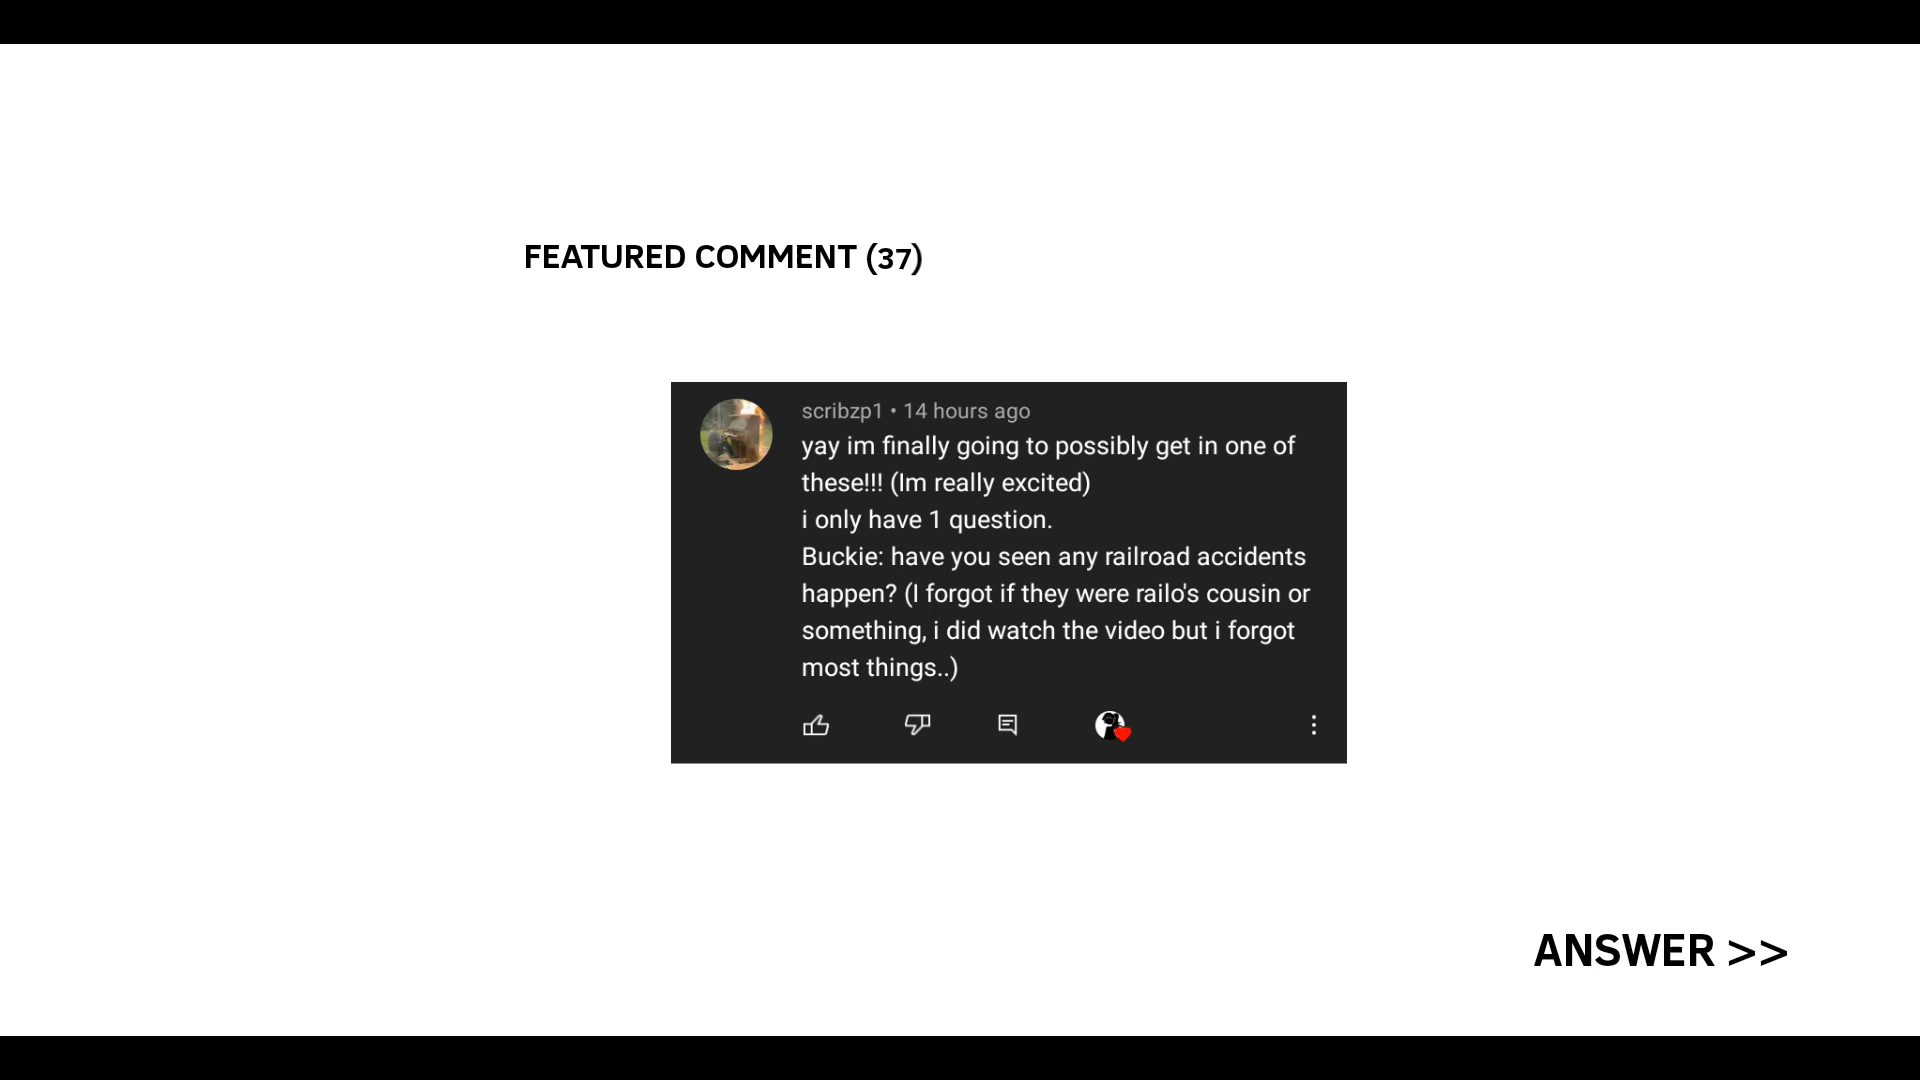 FEATURED COMMENT (37)
scribzp1 • 14 hours ago
yay im finally going to possibly get in one of
these!!! (Im really excited)
i only have 1 question.
Buckie: have you seen any railroad accidents
happen? (I forgot if they were railo's cousin or
something, i did watch the video but i forgot
most things..)
ANSWER >>